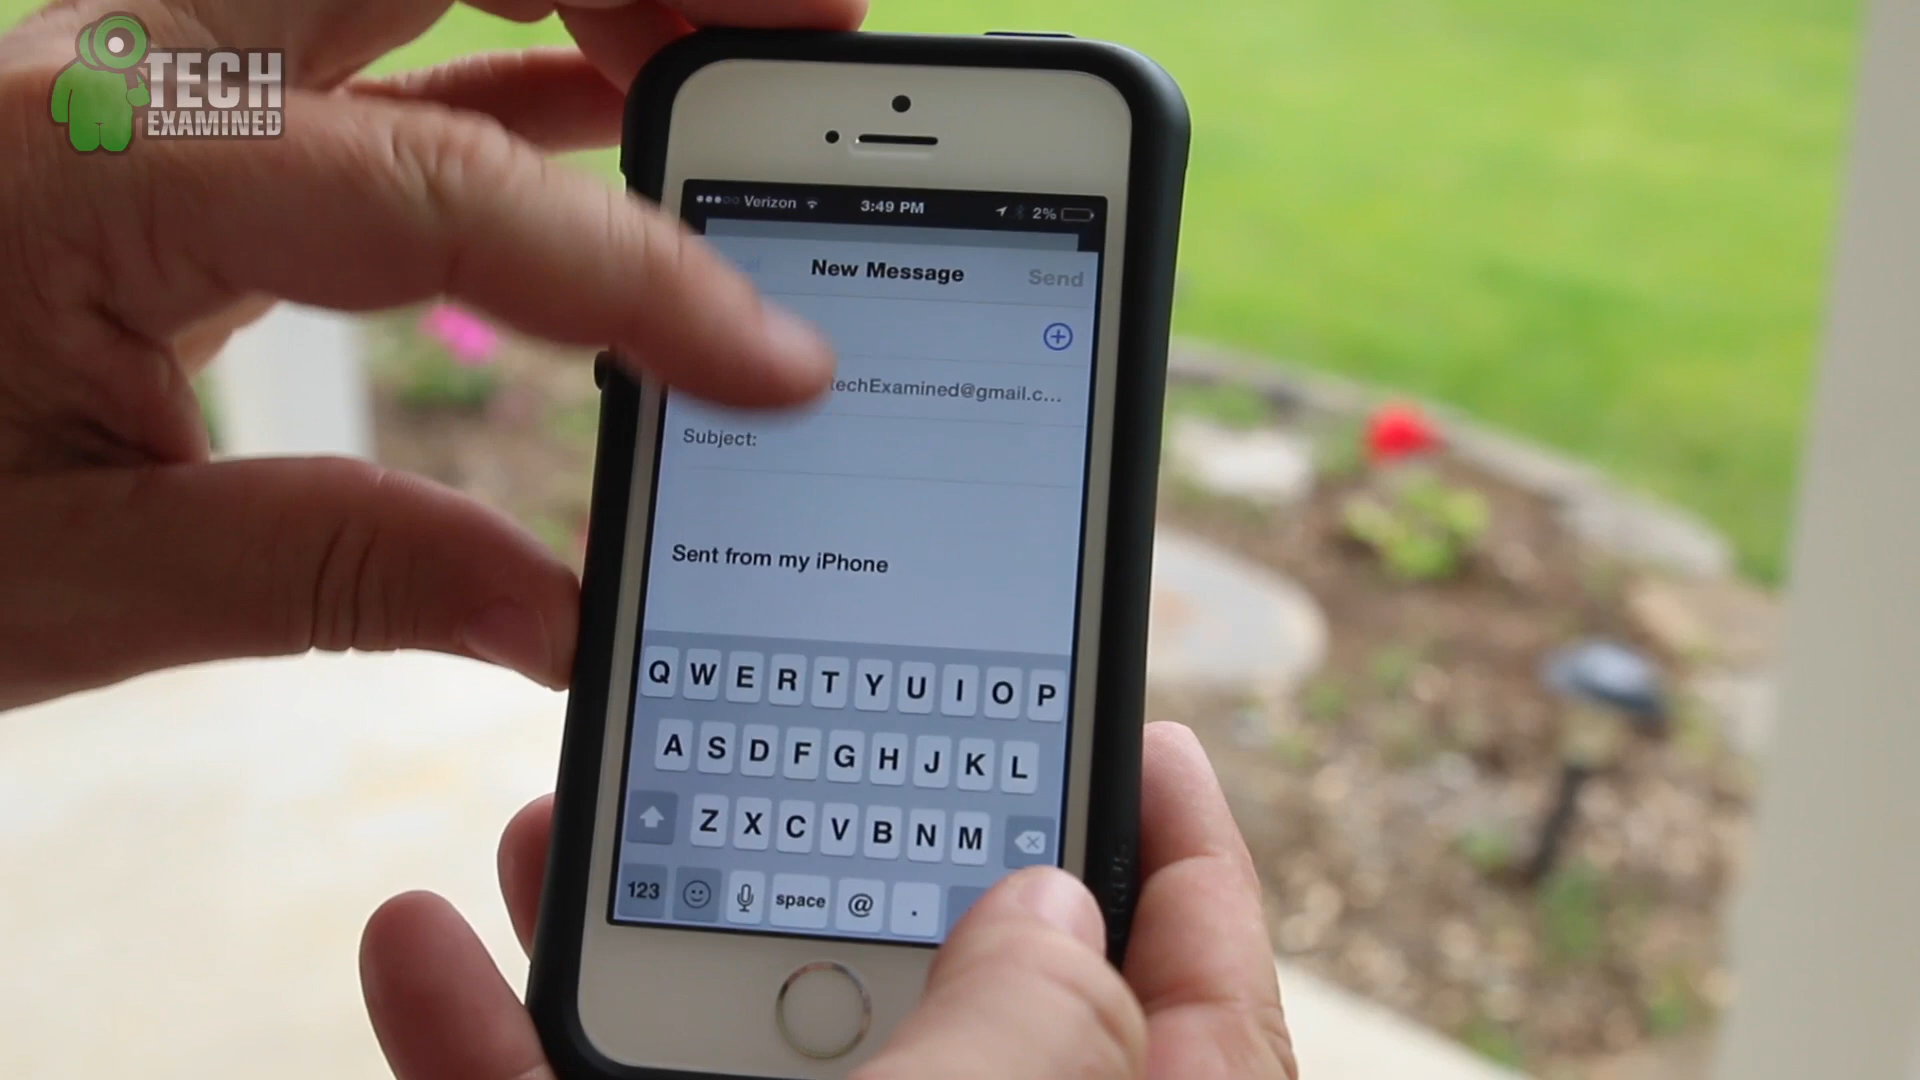 TECH
EXAMINED
Verizon 3:49 PM 2%
New Message Send
techExamined@gmail.c...
Subject:
Sent from my iPhone
Q W E R T Y U I O P
A S D F G H J K L
Z X C V B N M
123 space @ .